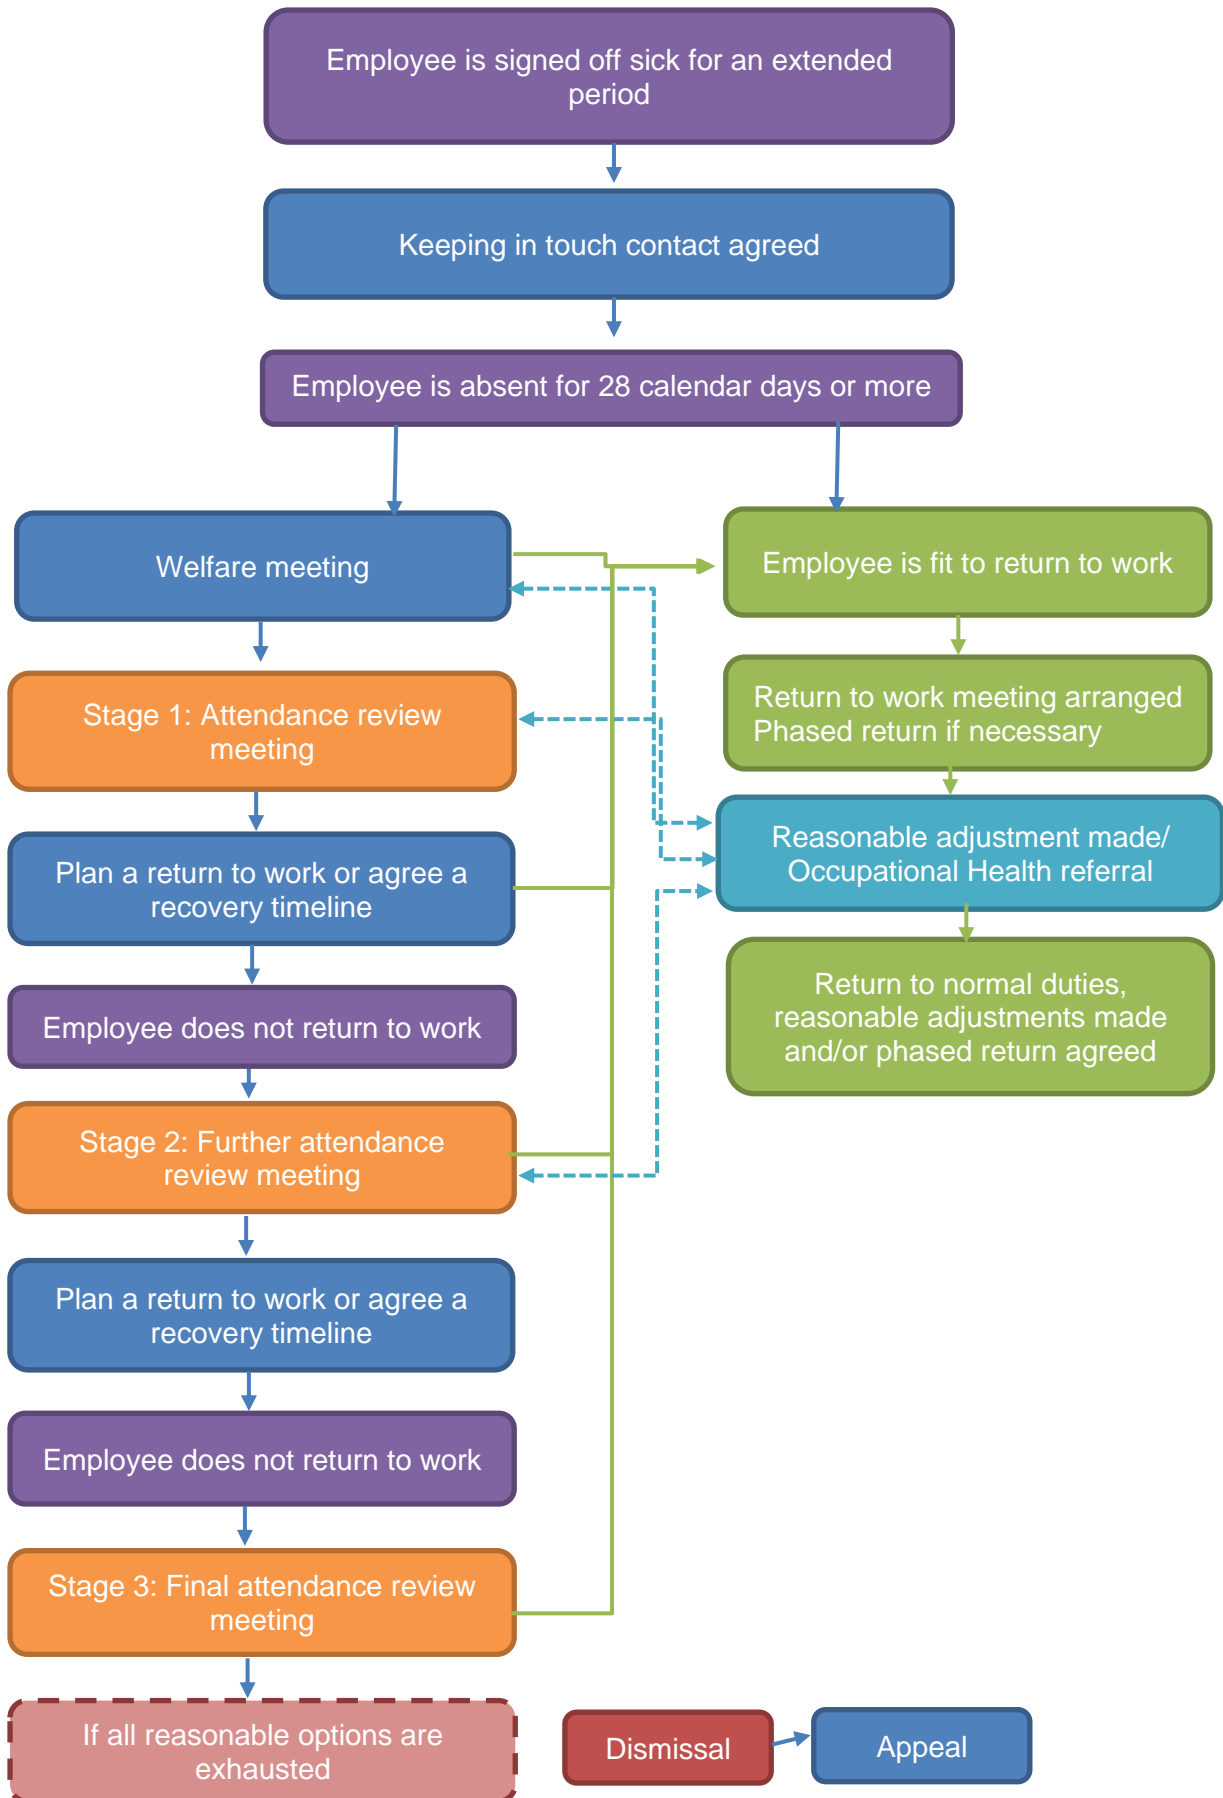 Employee is signed off sick for an extended
period
Keeping in touch contact agreed
Employee is absent for 28 calendar days or more
Welfare meeting
Employee is fit to return to work
Stage 1: Attendance review
meeting
Return to work meeting arranged
Phased return if necessary
Plan a return to work or agree a
recovery timeline
Reasonable adjustment made/
Occupational Health referral
Employee does not return to work
Return to normal duties,
reasonable adjustments made
and/or phased return agreed
Stage 2: Further attendance
review meeting
Plan a return to work or agree a
recovery timeline
Employee does not return to work
Stage 3: Final attendance review
meeting
If all reasonable options are
exhausted
Dismissal
Appeal